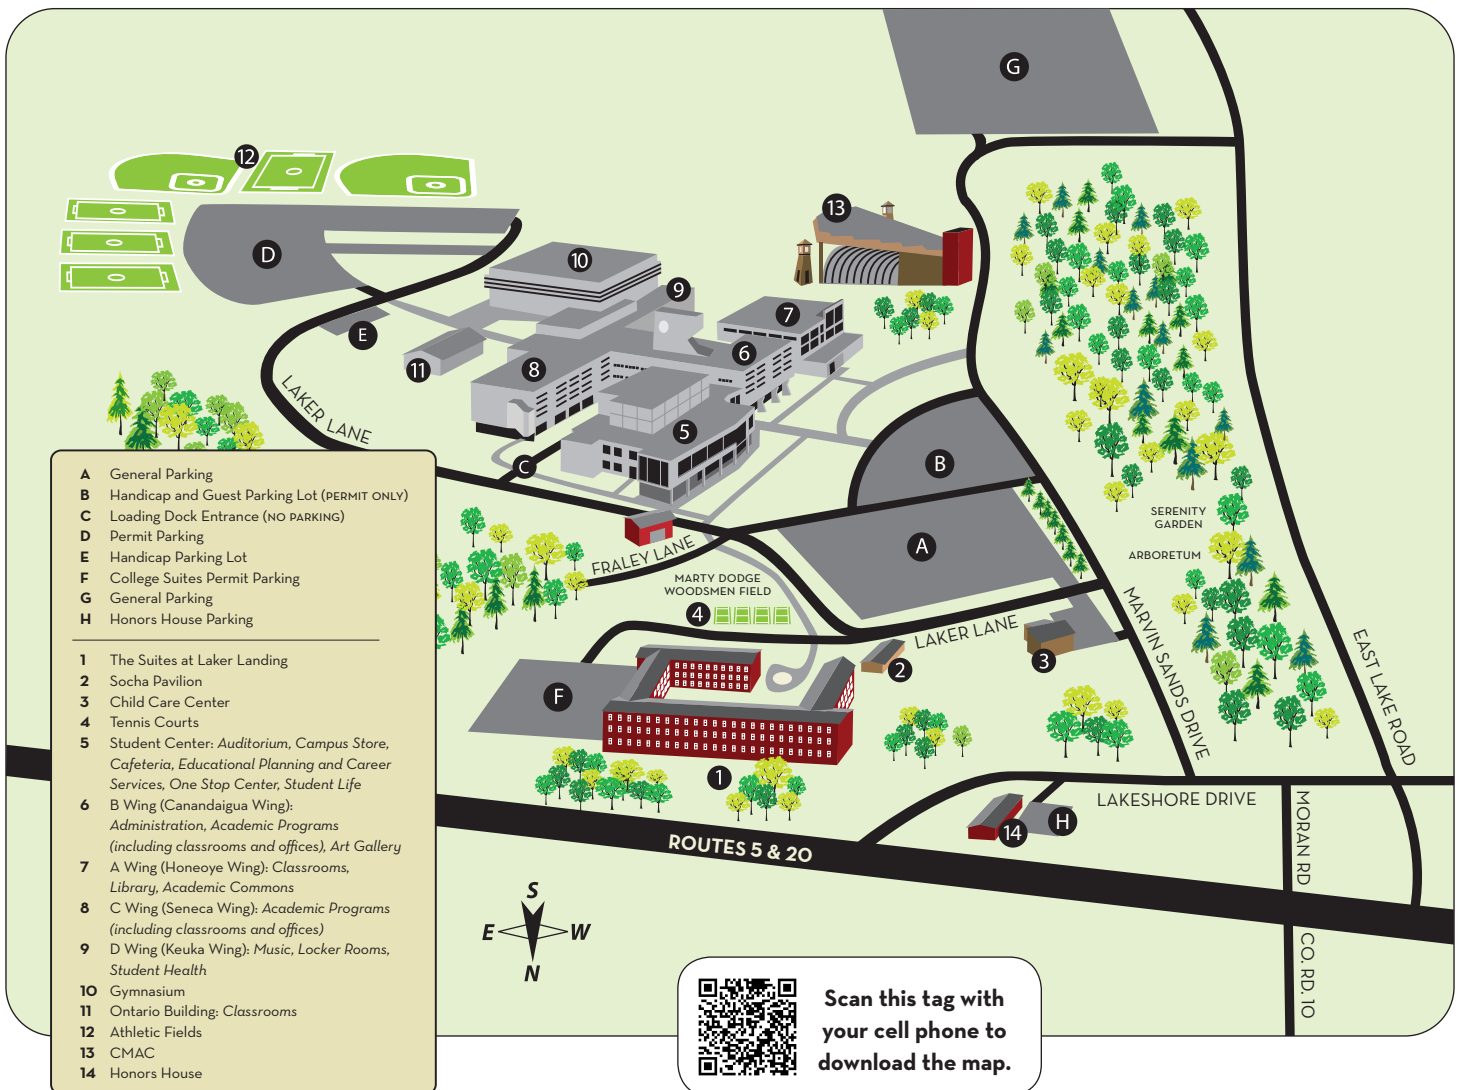 G
12
13
D
10
9
7
E
11
8
6
5
LAKER LANE
C
B
A
SERENITY
GARDEN
ARBORETUM
FRALEY LANE
MARTY DODGE
WOODSMEN FIELD
4
LAKER LANE
2
3
F
1
MARVIN SANDS DRIVE
EAST LAKE ROAD
LAKESHORE DRIVE
14
H
ROUTES 5 & 20
MORAN RD
CO. RD. 10
S
E W
N
A General Parking
B Handicap and Guest Parking Lot (PERMIT ONLY)
C Loading Dock Entrance (NO PARKING)
D Permit Parking
E Handicap Parking Lot
F College Suites Permit Parking
G General Parking
H Honors House Parking
1 The Suites at Laker Landing
2 Socha Pavilion
3 Child Care Center
4 Tennis Courts
5 Student Center: Auditorium, Campus Store,
Cafeteria, Educational Planning and Career
Services, One Stop Center, Student Life
6 B Wing (Canandaigua Wing):
Administration, Academic Programs
(including classrooms and offices), Art Gallery
7 A Wing (Honeoye Wing): Classrooms,
Library, Academic Commons
8 C Wing (Seneca Wing): Academic Programs
(including classrooms and offices)
9 D Wing (Keuka Wing): Music, Locker Rooms,
Student Health
10 Gymnasium
11 Ontario Building: Classrooms
12 Athletic Fields
13 CMAC
14 Honors House
Scan this tag with
your cell phone to
download the map.